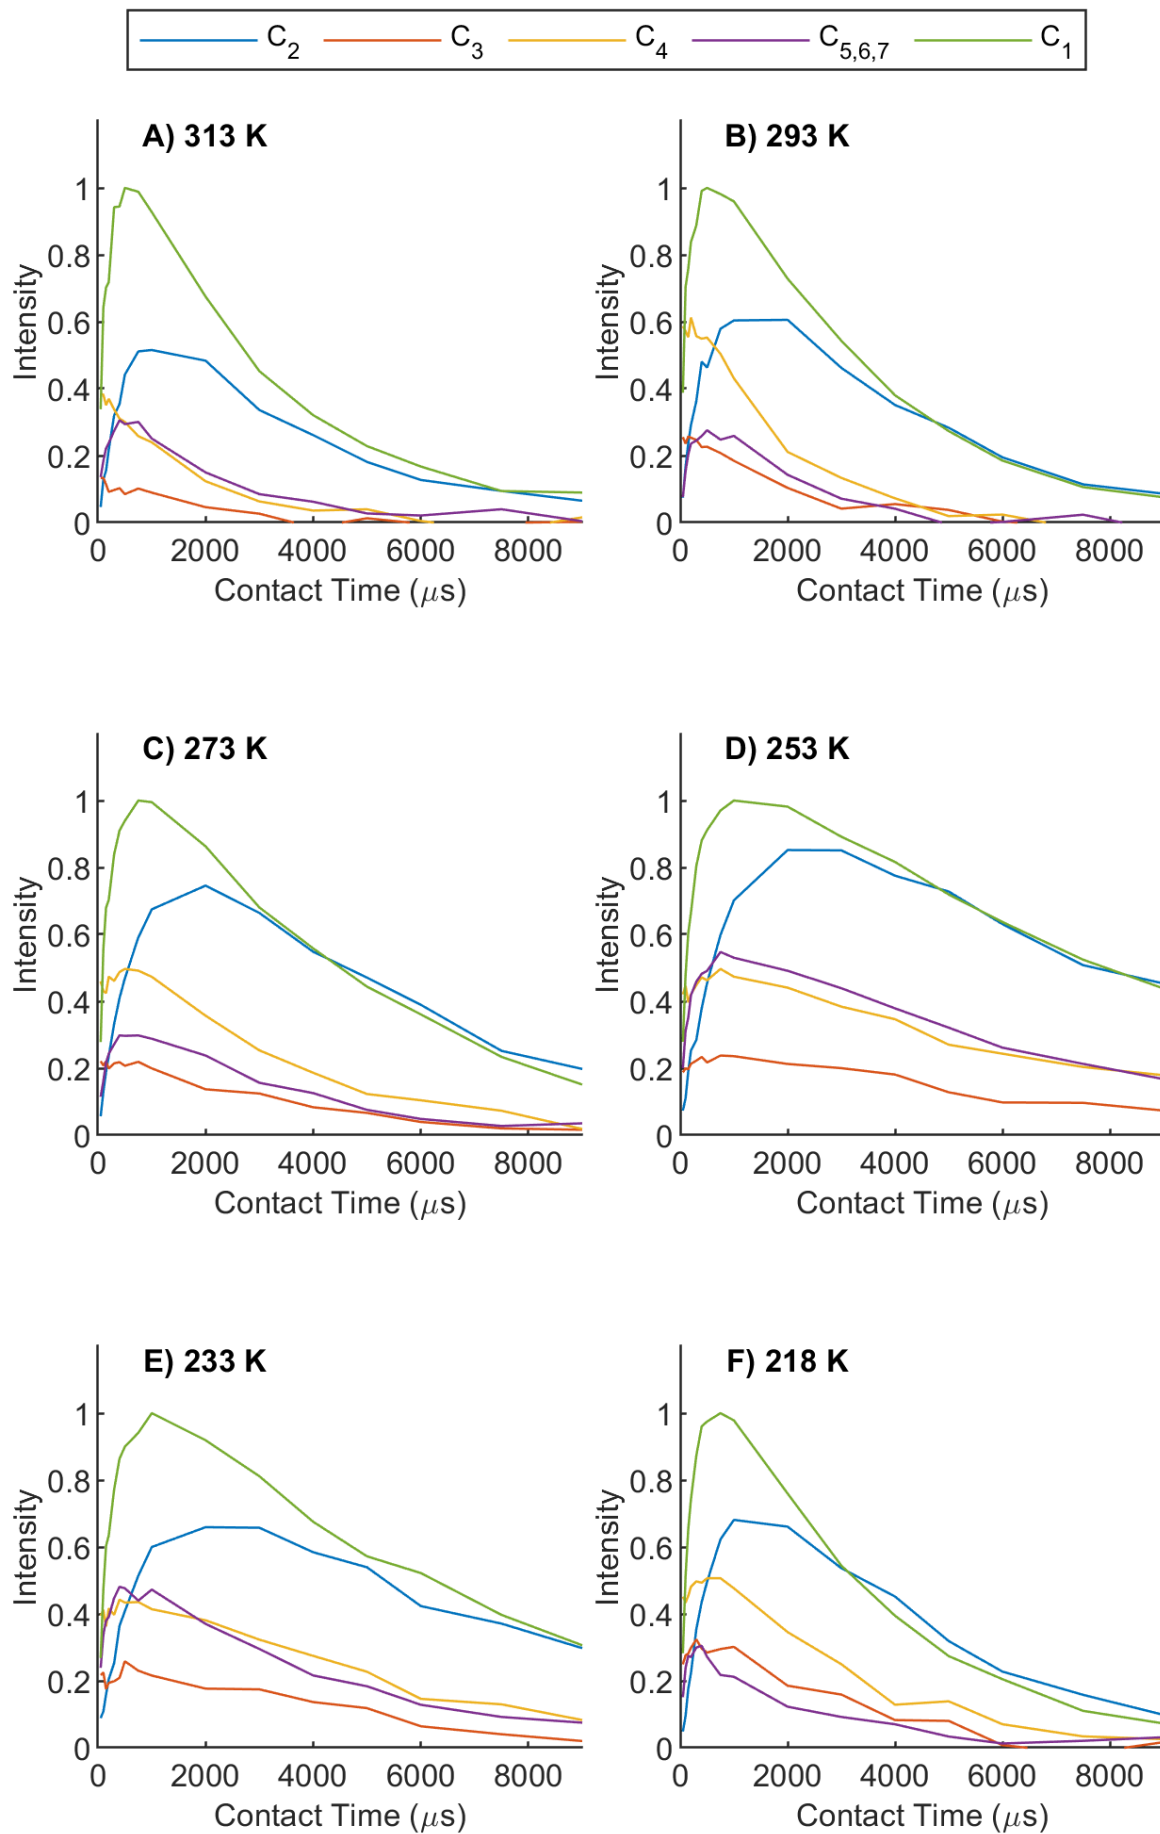 C2 C3 C4 C5,6,7 C1
A) 313 K
Intensity
1
0.8
0.6
0.4
0.2
0
0 2000 4000 6000 8000
Contact Time (μs)
B) 293 K
Intensity
1
0.8
0.6
0.4
0.2
0
0 2000 4000 6000 8000
Contact Time (μs)
C) 273 K
Intensity
1
0.8
0.6
0.4
0.2
0
0 2000 4000 6000 8000
Contact Time (μs)
D) 253 K
Intensity
1
0.8
0.6
0.4
0.2
0
0 2000 4000 6000 8000
Contact Time (μs)
E) 233 K
Intensity
1
0.8
0.6
0.4
0.2
0
0 2000 4000 6000 8000
Contact Time (μs)
F) 218 K
Intensity
1
0.8
0.6
0.4
0.2
0
0 2000 4000 6000 8000
Contact Time (μs)